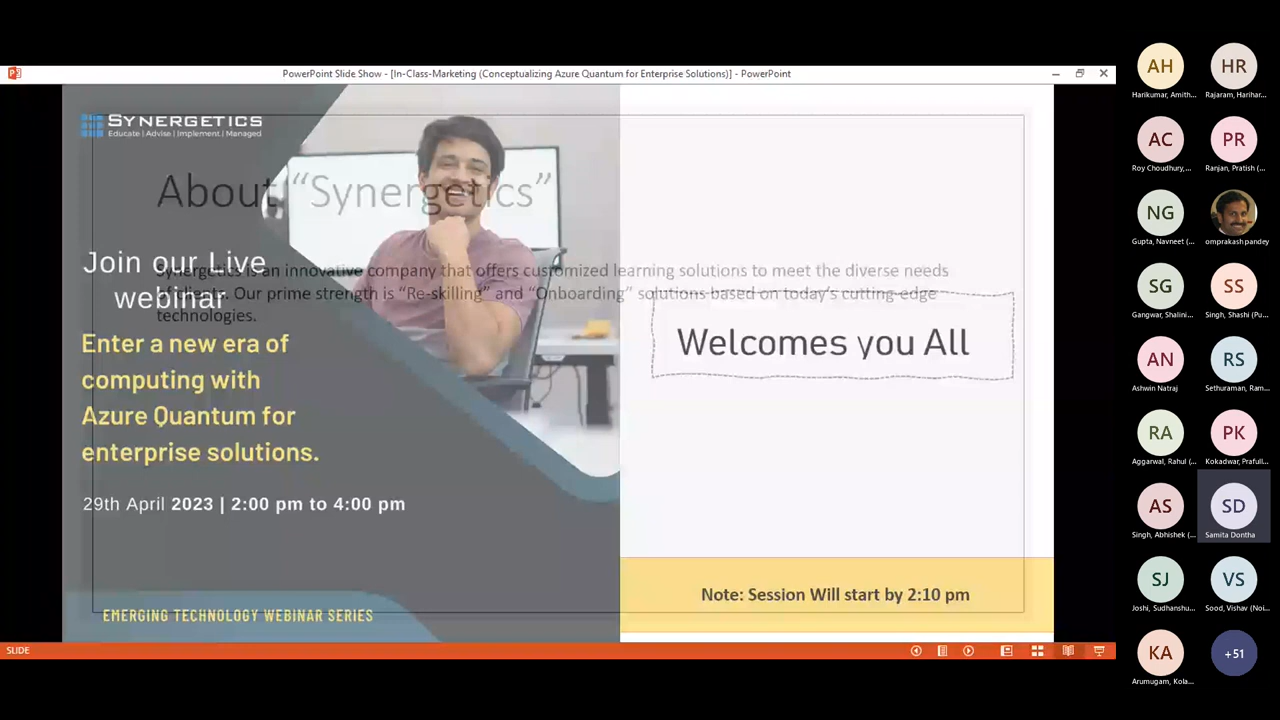 PowerPoint Slide Show - [In-Class-Marketing (Conceptualizing Azure Quantum for Enterprise Solutions)] - PowerPoint
SYNERGETICS
Educate | Advise | Implement | Managed
About “Synergetics”
Synergetics is an innovative company that offers customized learning solutions to meet the diverse needs
of clients. Our prime strength is “Re-skilling” and “Onboarding” solutions based on today’s cutting-edge
technologies.
Join our Live
webinar
Enter a new era of
computing with
Azure Quantum for
enterprise solutions.
29th April 2023 | 2:00 pm to 4:00 pm
EMERGING TECHNOLOGY WEBINAR SERIES
Welcomes you All
Note: Session Will start by 2:10 pm
SLIDE
AH
Harikumar, Amith...
HR
Rajaram, Harihar...
AC
Roy Choudhury,...
PR
Ranjan, Pratish (...
NG
Gupta, Navneet (...
omprakash pandey
SG
Gangwar, Shalini...
SS
Singh, Shashi (Pu...
AN
Ashwin Natraj
RS
Sethuraman, Ram...
RA
Aggarwal, Rahul (...
PK
Kokadwar, Prafull...
AS
Singh, Abhishek (...
SD
Samita Dontha
SJ
Joshi, Sudhanshu...
VS
Sood, Vishav (Noi...
KA
Arumugam, Kola...
+51